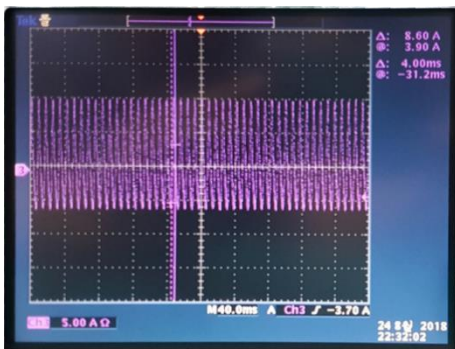 Tek
Δ: 8.60 A
@: 3.90 A
Δ: 4.00ms
@: −31.2ms
3
M 40.0ms A Ch3 ∫ −3.70 A
Ch3 5.00 A Ω
24 8월 2018
22:32:02